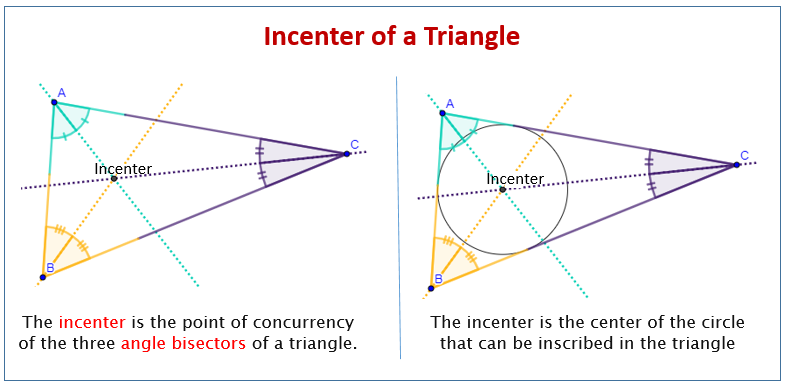 Incenter of a Triangle
A
C
Incenter
B
The incenter is the point of concurrency
of the three angle bisectors of a triangle.
A
C
Incenter
B
The incenter is the center of the circle
that can be inscribed in the triangle